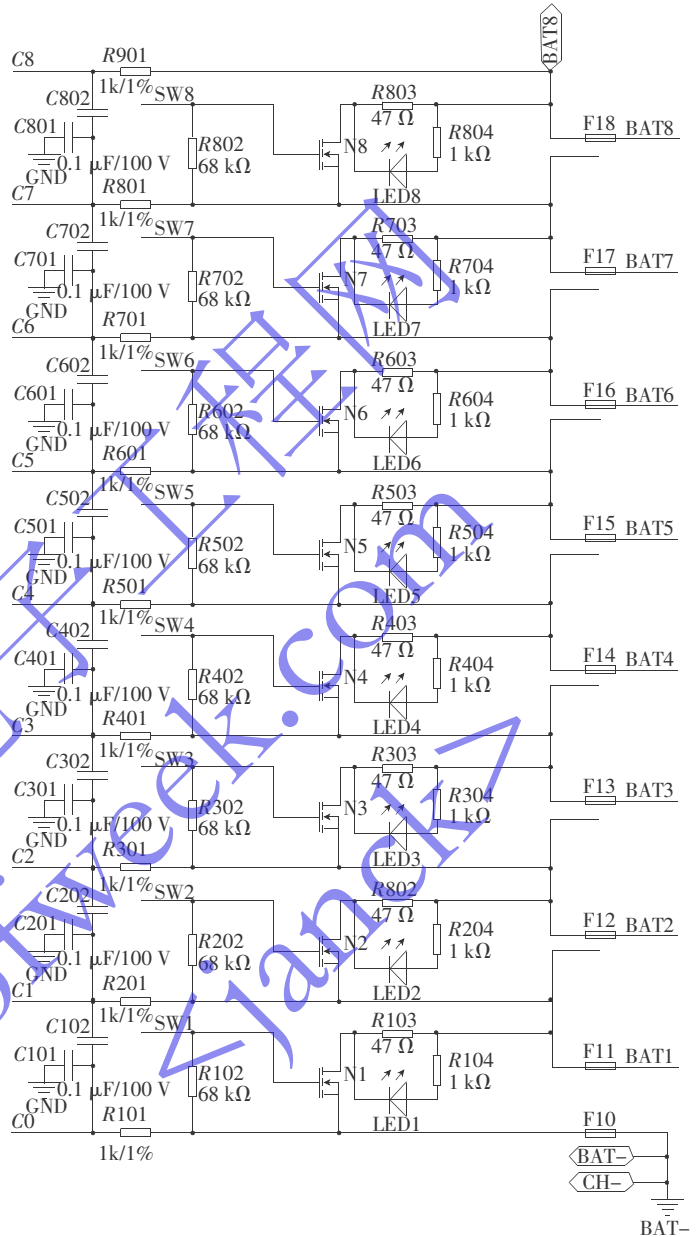 BAT8
C8
R901
1k/1%
C802
SW8
R803
47 Ω
C801
R802
68 kΩ
N8
R804
1 kΩ
F18
BAT8
0.1 μF/100 V
GND
LED8
C7
R801
1k/1%
C702
SW7
R703
47 Ω
C701
R702
68 kΩ
N7
R704
1 kΩ
F17
BAT7
0.1 μF/100 V
GND
LED7
C6
R701
1k/1%
C602
SW6
R603
47 Ω
C601
R602
68 kΩ
N6
R604
1 kΩ
F16
BAT6
0.1 μF/100 V
GND
LED6
C5
R601
1k/1%
C502
SW5
R503
47 Ω
C501
R502
68 kΩ
N5
R504
1 kΩ
F15
BAT5
0.1 μF/100 V
GND
LED5
C4
R501
1k/1%
C402
SW4
R403
47 Ω
C401
R402
68 kΩ
N4
R404
1 kΩ
F14
BAT4
0.1 μF/100 V
GND
LED4
C3
R401
1k/1%
C302
SW3
R303
47 Ω
C301
R302
68 kΩ
N3
R304
1 kΩ
F13
BAT3
0.1 μF/100 V
GND
LED3
C2
R301
1k/1%
C202
SW2
R802
47 Ω
C201
R202
68 kΩ
N2
R204
1 kΩ
F12
BAT2
0.1 μF/100 V
GND
LED2
C1
R201
1k/1%
C102
SW1
R103
47 Ω
C101
R102
68 kΩ
N1
R104
1 kΩ
F11
BAT1
0.1 μF/100 V
GND
LED1
C0
R101
1k/1%
F10
BAT−
CH−
BAT−
子工程网
ofweek.com
<janck>